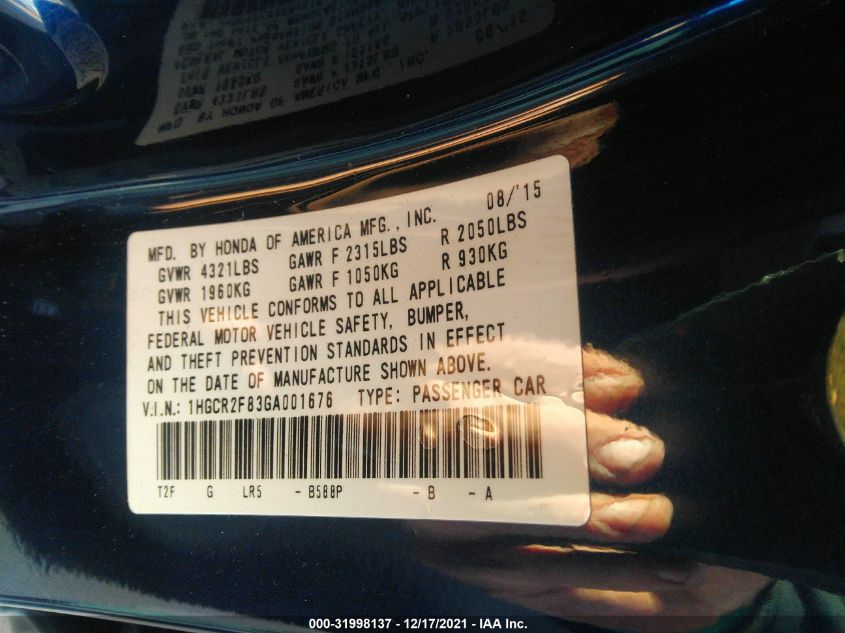 MFD. BY HONDA OF AMERICA MFG., INC. 08/'15
GVWR 4321LBS GAWR F 2315LBS R 2050LBS
GVWR 1960KG GAWR F 1050KG R 930KG
THIS VEHICLE CONFORMS TO ALL APPLICABLE
FEDERAL MOTOR VEHICLE SAFETY, BUMPER,
AND THEFT PREVENTION STANDARDS IN EFFECT
ON THE DATE OF MANUFACTURE SHOWN ABOVE.
V.I.N.: 1HGCR2F83GA001676 TYPE: PASSENGER CAR
T2F G LR5 -B588P -B -A
000-31998137 - 12/17/2021 - IAA Inc.